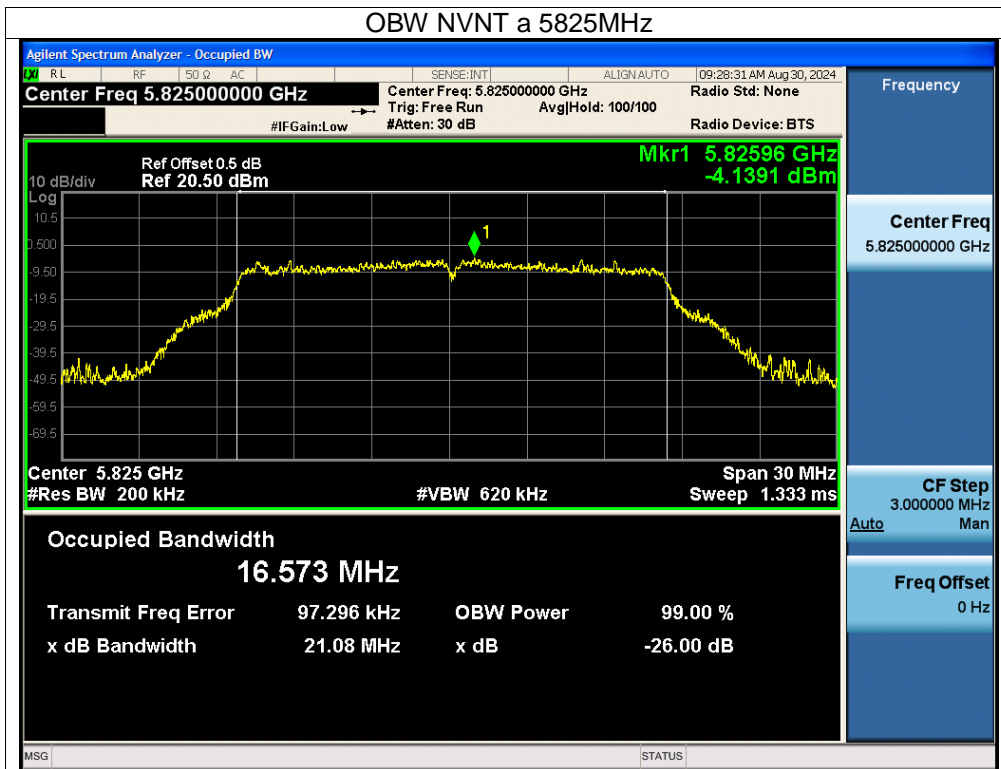 OBW NVNT a 5825MHz
Agilent Spectrum Analyzer - Occupied BW
LXI RL RF 50 Ω AC SENSE:INT ALIGN AUTO 09:28:31 AM Aug 30, 2024
Center Freq 5.825000000 GHz Center Freq: 5.825000000 GHz Radio Std: None
Trig: Free Run Avg|Hold: 100/100
#IFGain:Low #Atten: 30 dB Radio Device: BTS
Ref Offset 0.5 dB Mkr1 5.82596 GHz
10 dB/div Ref 20.50 dBm -4.1391 dBm
Log
10.5
0.500
-9.50
-19.5
-29.5
-39.5
-49.5
-59.5
-69.5
1
Center 5.825 GHz Span 30 MHz
#Res BW 200 kHz #VBW 620 kHz Sweep 1.333 ms
Occupied Bandwidth
16.573 MHz
Transmit Freq Error 97.296 kHz OBW Power 99.00 %
x dB Bandwidth 21.08 MHz x dB -26.00 dB
Frequency
Center Freq
5.825000000 GHz
CF Step
3.000000 MHz
Auto Man
Freq Offset
0 Hz
MSG STATUS